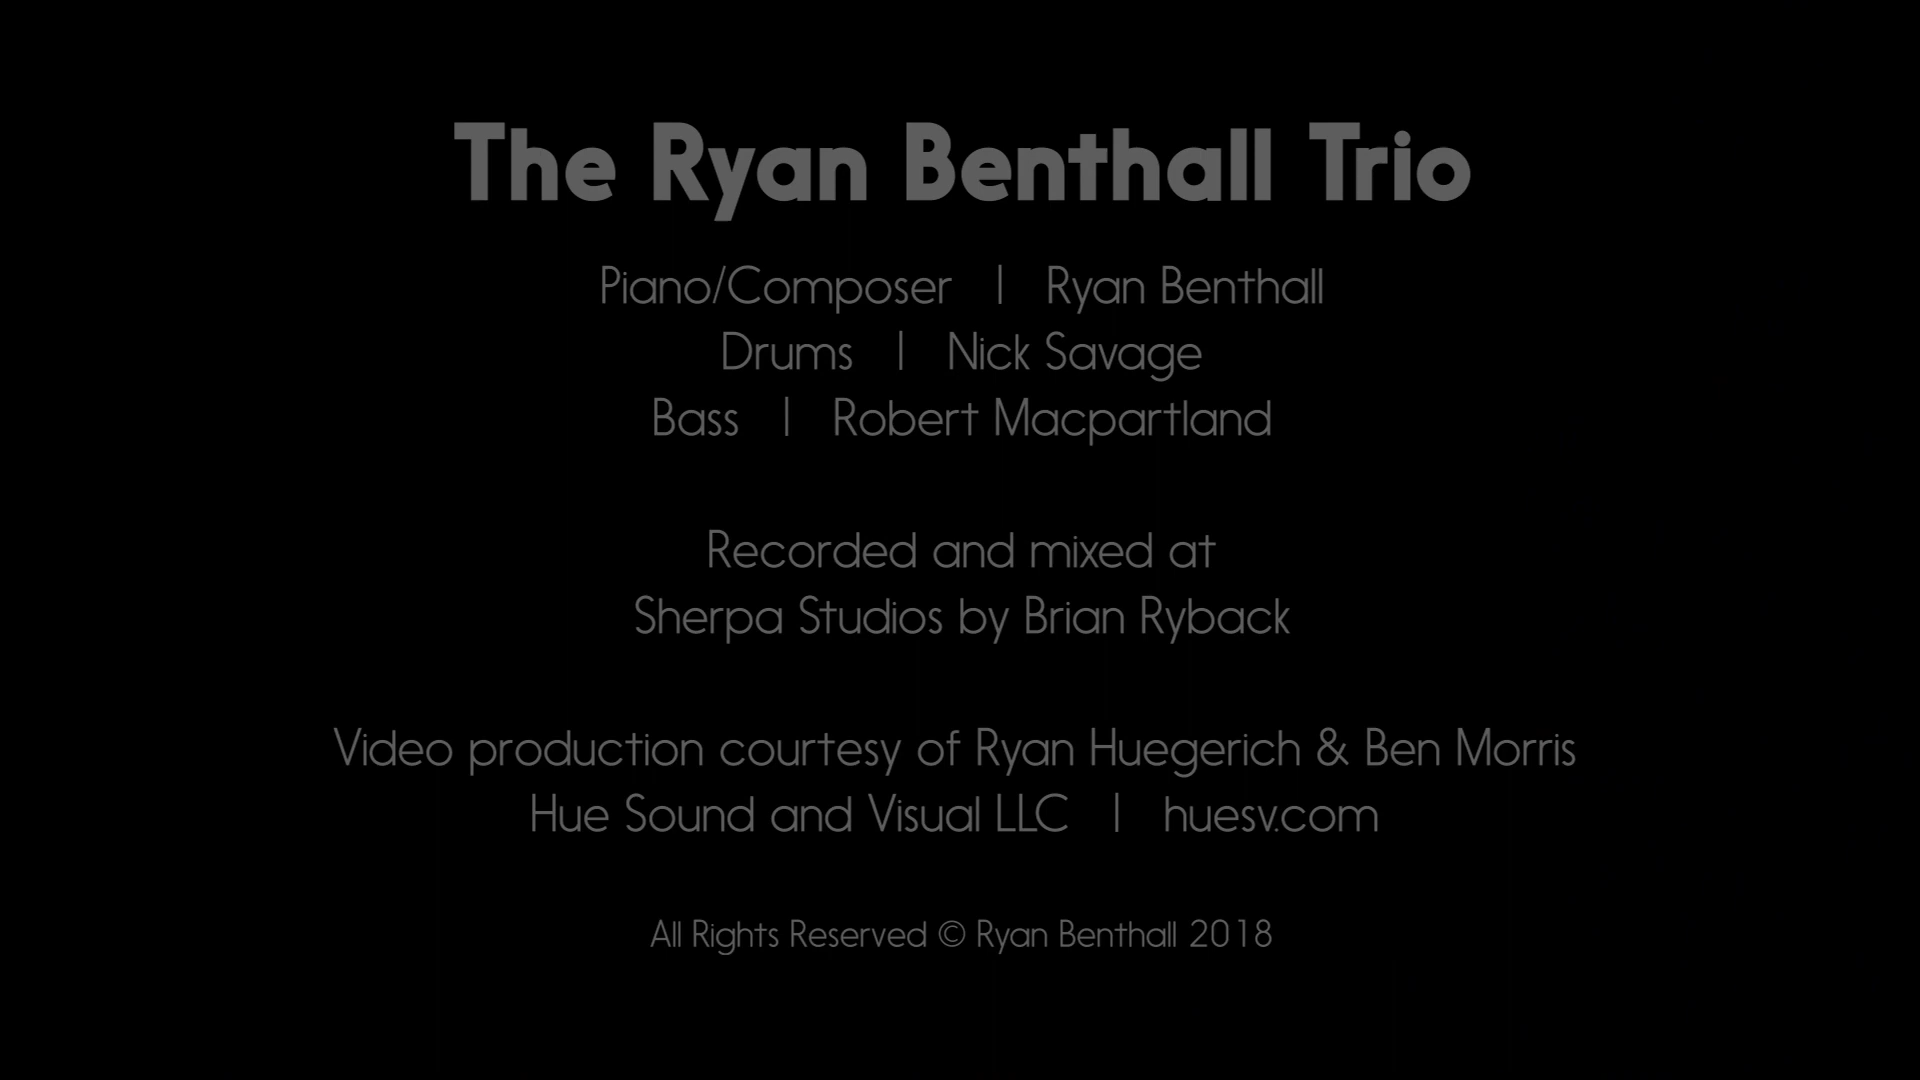 The Ryan Benthall Trio
Piano/Composer | Ryan Benthall
Drums | Nick Savage
Bass | Robert Macpartland
Recorded and mixed at
Sherpa Studios by Brian Ryback
Video production courtesy of Ryan Huegerich & Ben Morris
Hue Sound and Visual LLC | huesv.com
All Rights Reserved © Ryan Benthall 2018